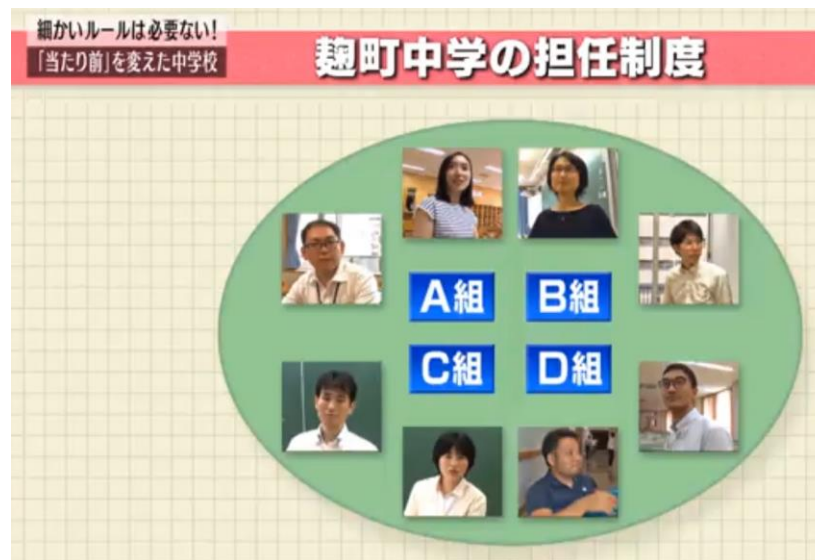 細かいルールは必要ない!
「当たり前」を変えた中学校
麹町中学の担任制度
A組
B組
C組
D組